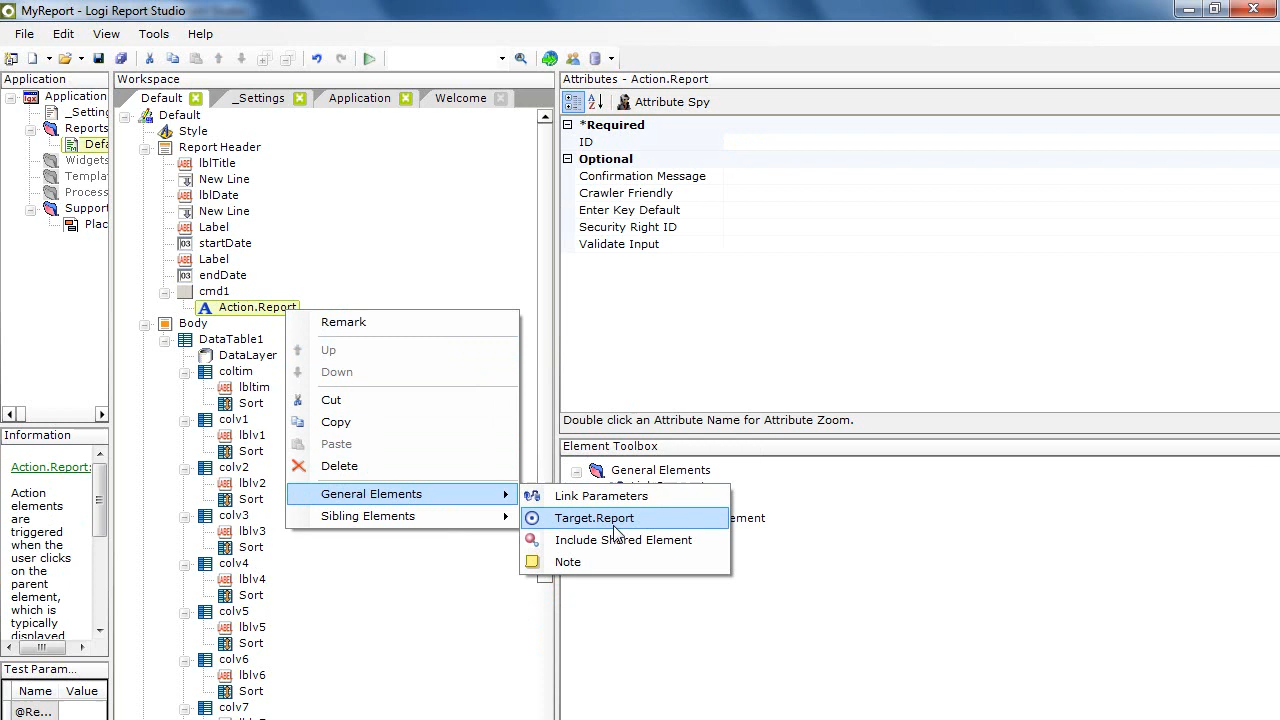 MyReport - Logi Report Studio
File Edit View Tools Help
Application
Application
_Setting
Reports
Defa
Widgets
Templa
Process
Support
Plac
Information
Action.Report:
Action
elements
are
triggered
when the
user clicks
on the
parent
element,
which is
typically
displayed
Test Param...
Name Value
@Re...
Workspace
Default _Settings Application Welcome
Default
Style
Report Header
lblTitle
New Line
lblDate
New Line
Label
startDate
Label
endDate
cmd1
Action.Report
Body
DataTable1
DataLayer
coltim
lbltim
Sort
colv1
lblv1
Sort
colv2
lblv2
Sort
colv3
lblv3
Sort
colv4
lblv4
Sort
colv5
lblv5
Sort
colv6
lblv6
Sort
colv7
Remark
Up
Down
Cut
Copy
Paste
Delete
General Elements
Sibling Elements
Link Parameters
Target.Report
Include Shared Element
Note
Attributes - Action.Report
Attribute Spy
*Required
ID
Optional
Confirmation Message
Crawler Friendly
Enter Key Default
Security Right ID
Validate Input
Double click an Attribute Name for Attribute Zoom.
Element Toolbox
General Elements
ement